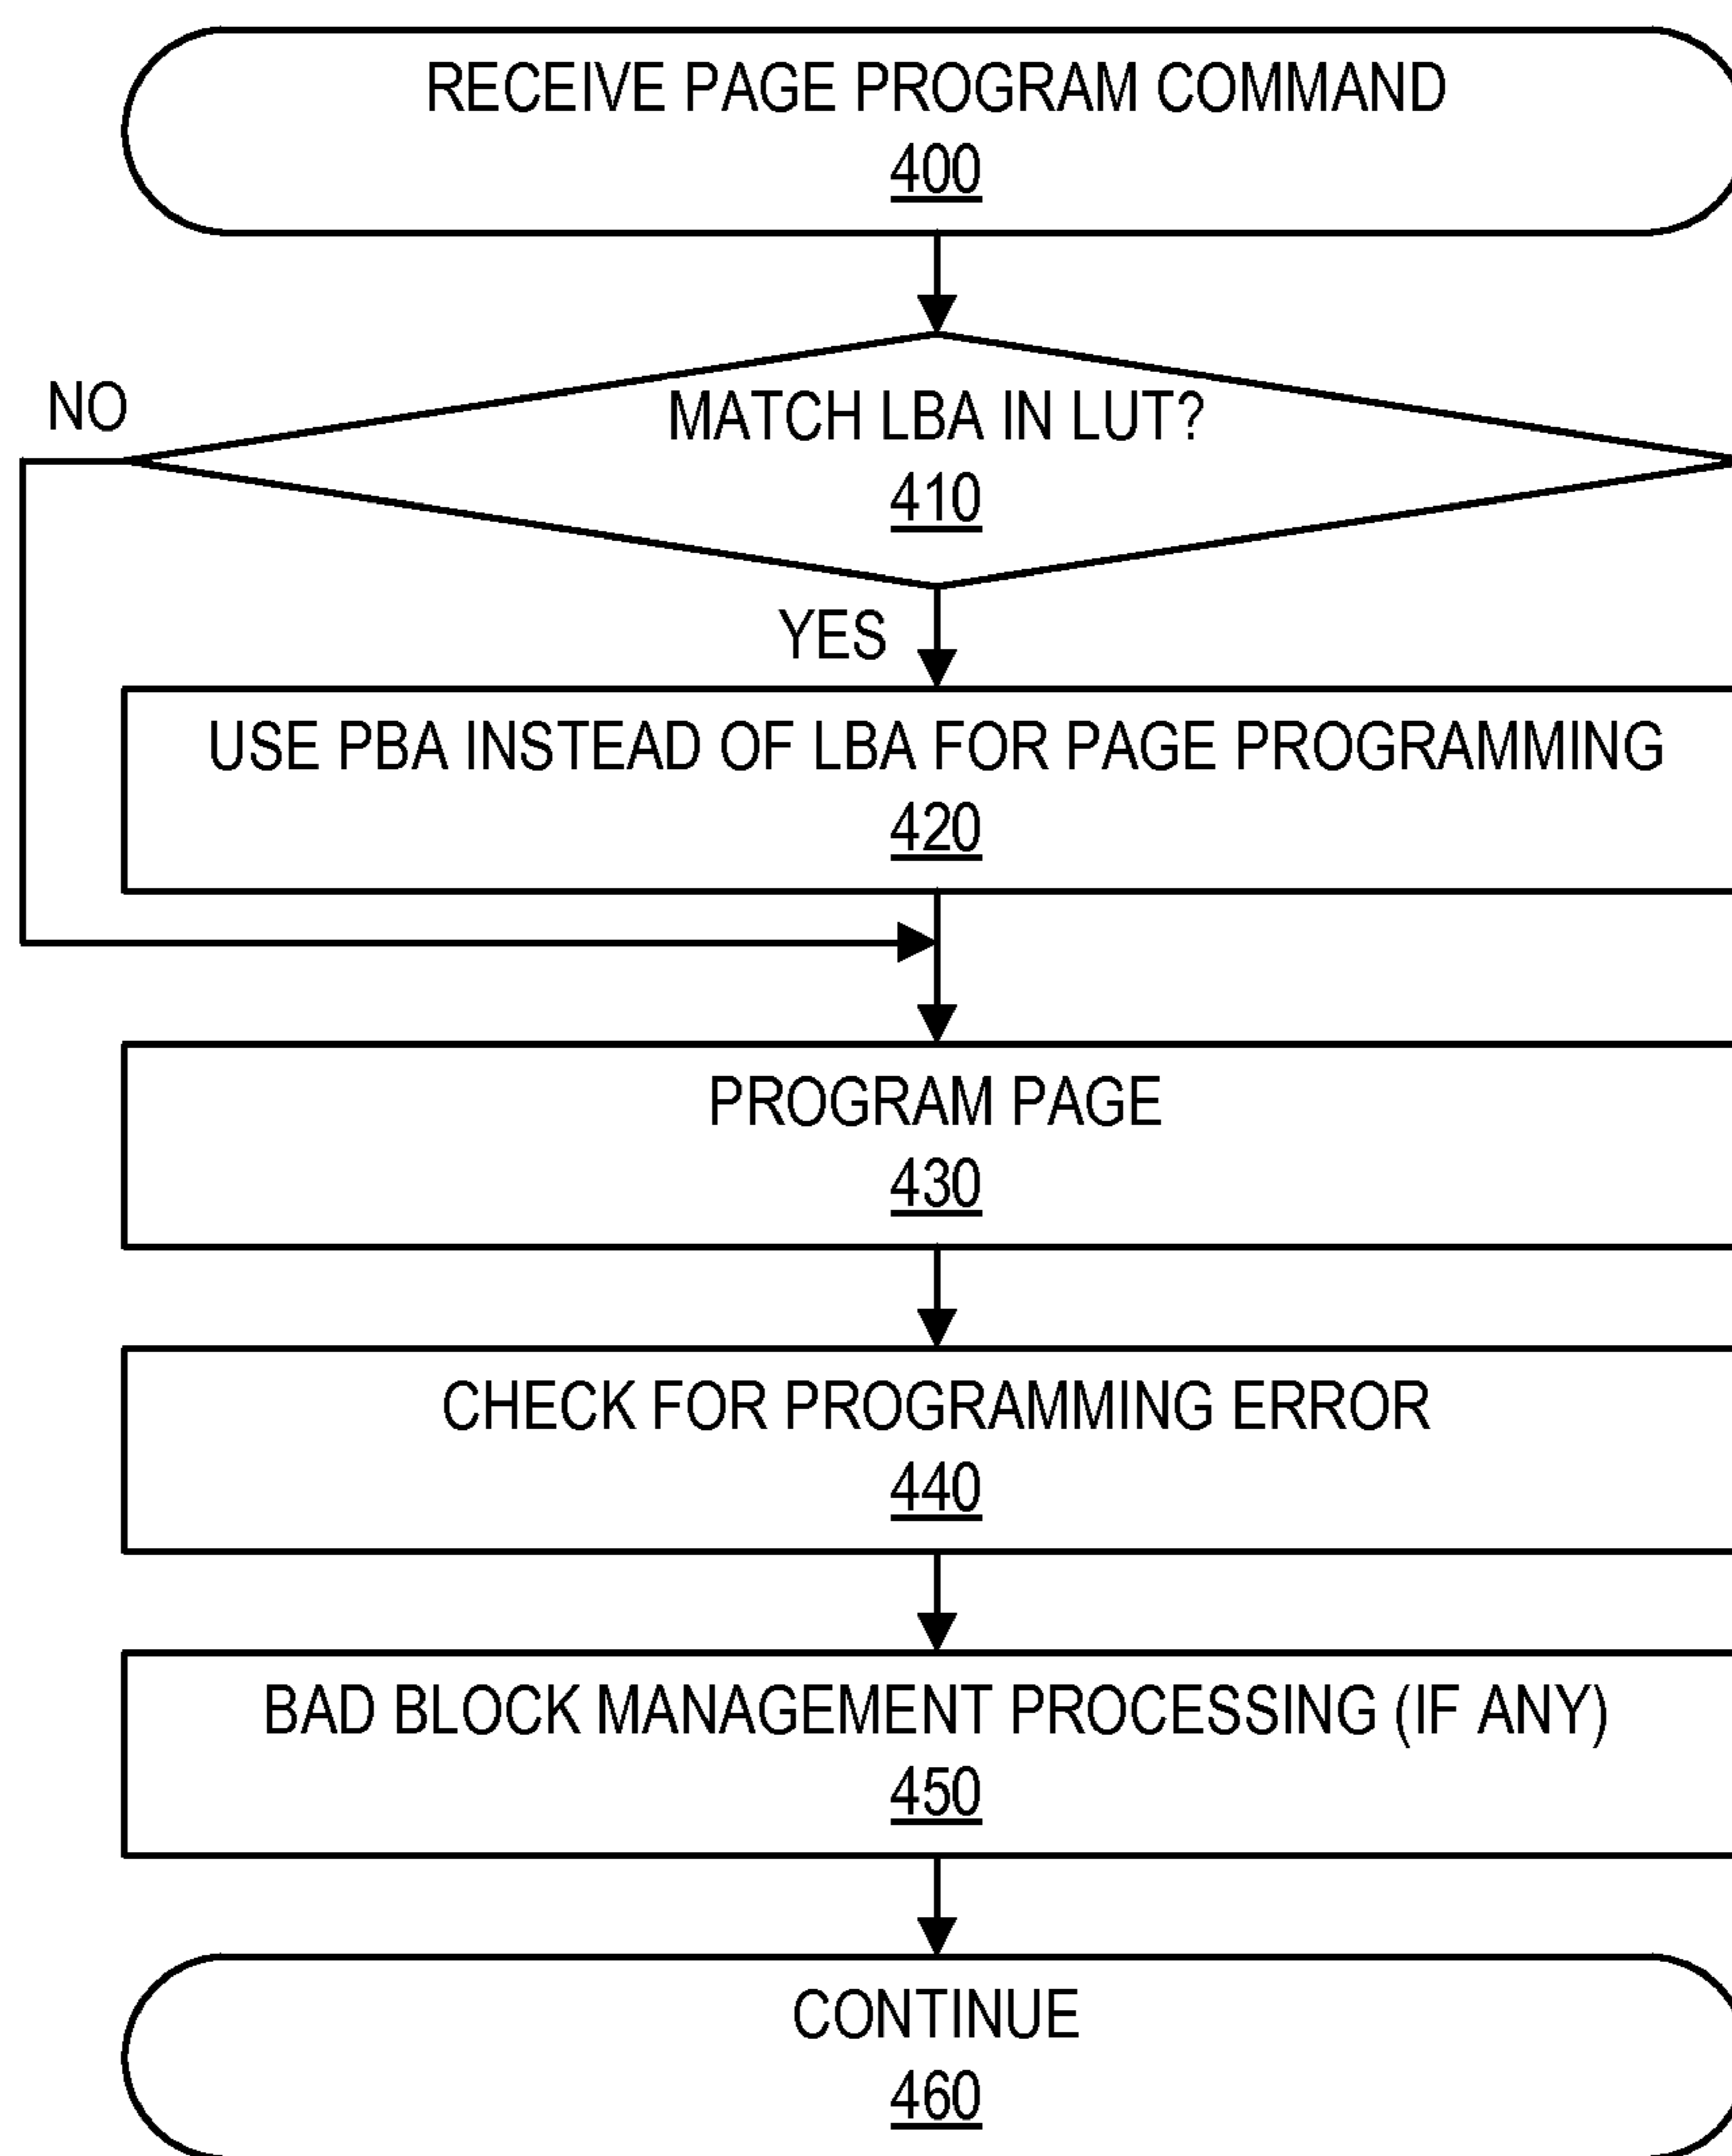 RECEIVE PAGE PROGRAM COMMAND
400
NO
MATCH LBA IN LUT?
410
YES
USE PBA INSTEAD OF LBA FOR PAGE PROGRAMMING
420
PROGRAM PAGE
430
CHECK FOR PROGRAMMING ERROR
440
BAD BLOCK MANAGEMENT PROCESSING (IF ANY)
450
CONTINUE
460